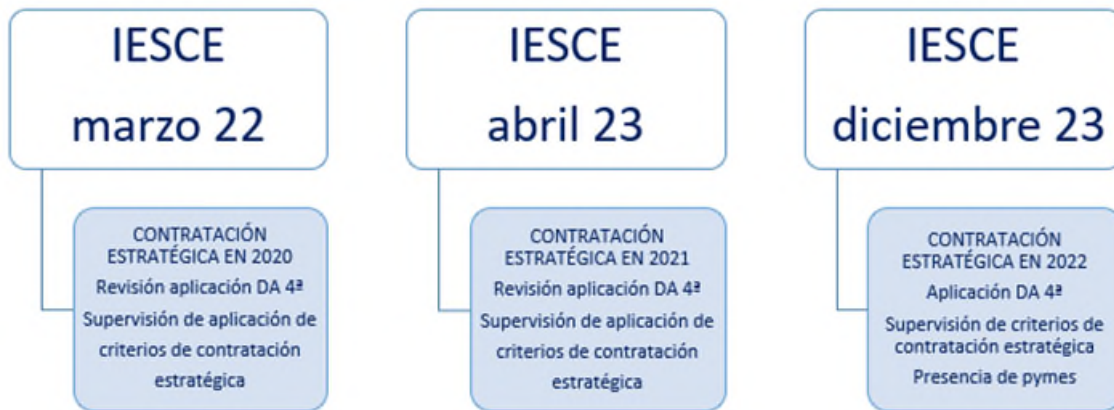 IESCE
marzo 22
CONTRATACIÓN
ESTRATÉGICA EN 2020
Revisión aplicación DA 4ª
Supervisión de aplicación de
criterios de contratación
estratégica
IESCE
abril 23
CONTRATACIÓN
ESTRATÉGICA EN 2021
Revisión aplicación DA 4ª
Supervisión de aplicación de
criterios de contratación
estratégica
IESCE
diciembre 23
CONTRATACIÓN
ESTRATÉGICA EN 2022
Aplicación DA 4ª
Supervisión de criterios de
contratación estratégica
Presencia de pymes